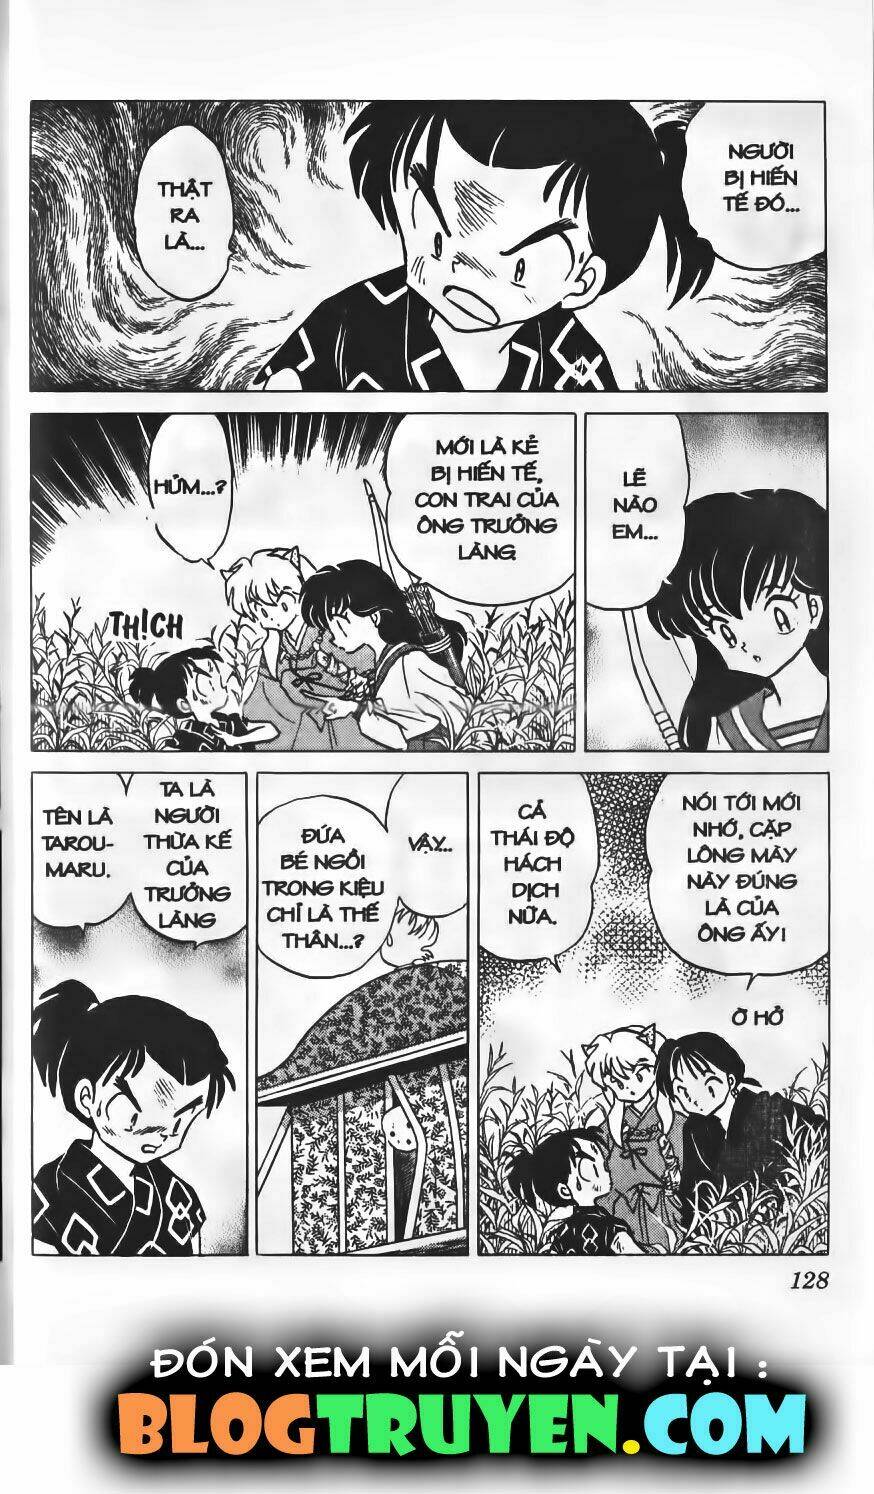 NGƯỜI
BỊ HIẾN
TẾ ĐÓ...
THẬT
RA
LÀ...
LẼ
NÀO
EM...
MỚI LÀ KẺ
BỊ HIẾN TẾ,
CON TRAI CỦA
ÔNG TRƯỞNG
LÀNG.
HỬM...?
THỊCH
NÓI TỚI MỚI
NHỚ, CẶP
LÔNG MÀY
NÀY ĐÚNG
LÀ CỦA
ÔNG ẤY!
CẢ
THÁI ĐỘ
HÁCH
DỊCH
NỮA.
Ờ HỞ
VẬY...
ĐỨA
BÉ NGỒI
TRONG KIỆU
CHỈ LÀ THẾ
THÂN...?
TA LÀ
NGƯỜI
THỪA KẾ
CỦA
TRƯỞNG
LÀNG
TÊN LÀ
TAROU-
MARU.
128
ĐÓN XEM MỖI NGÀY TẠI :
BLOGTRUYEN.COM